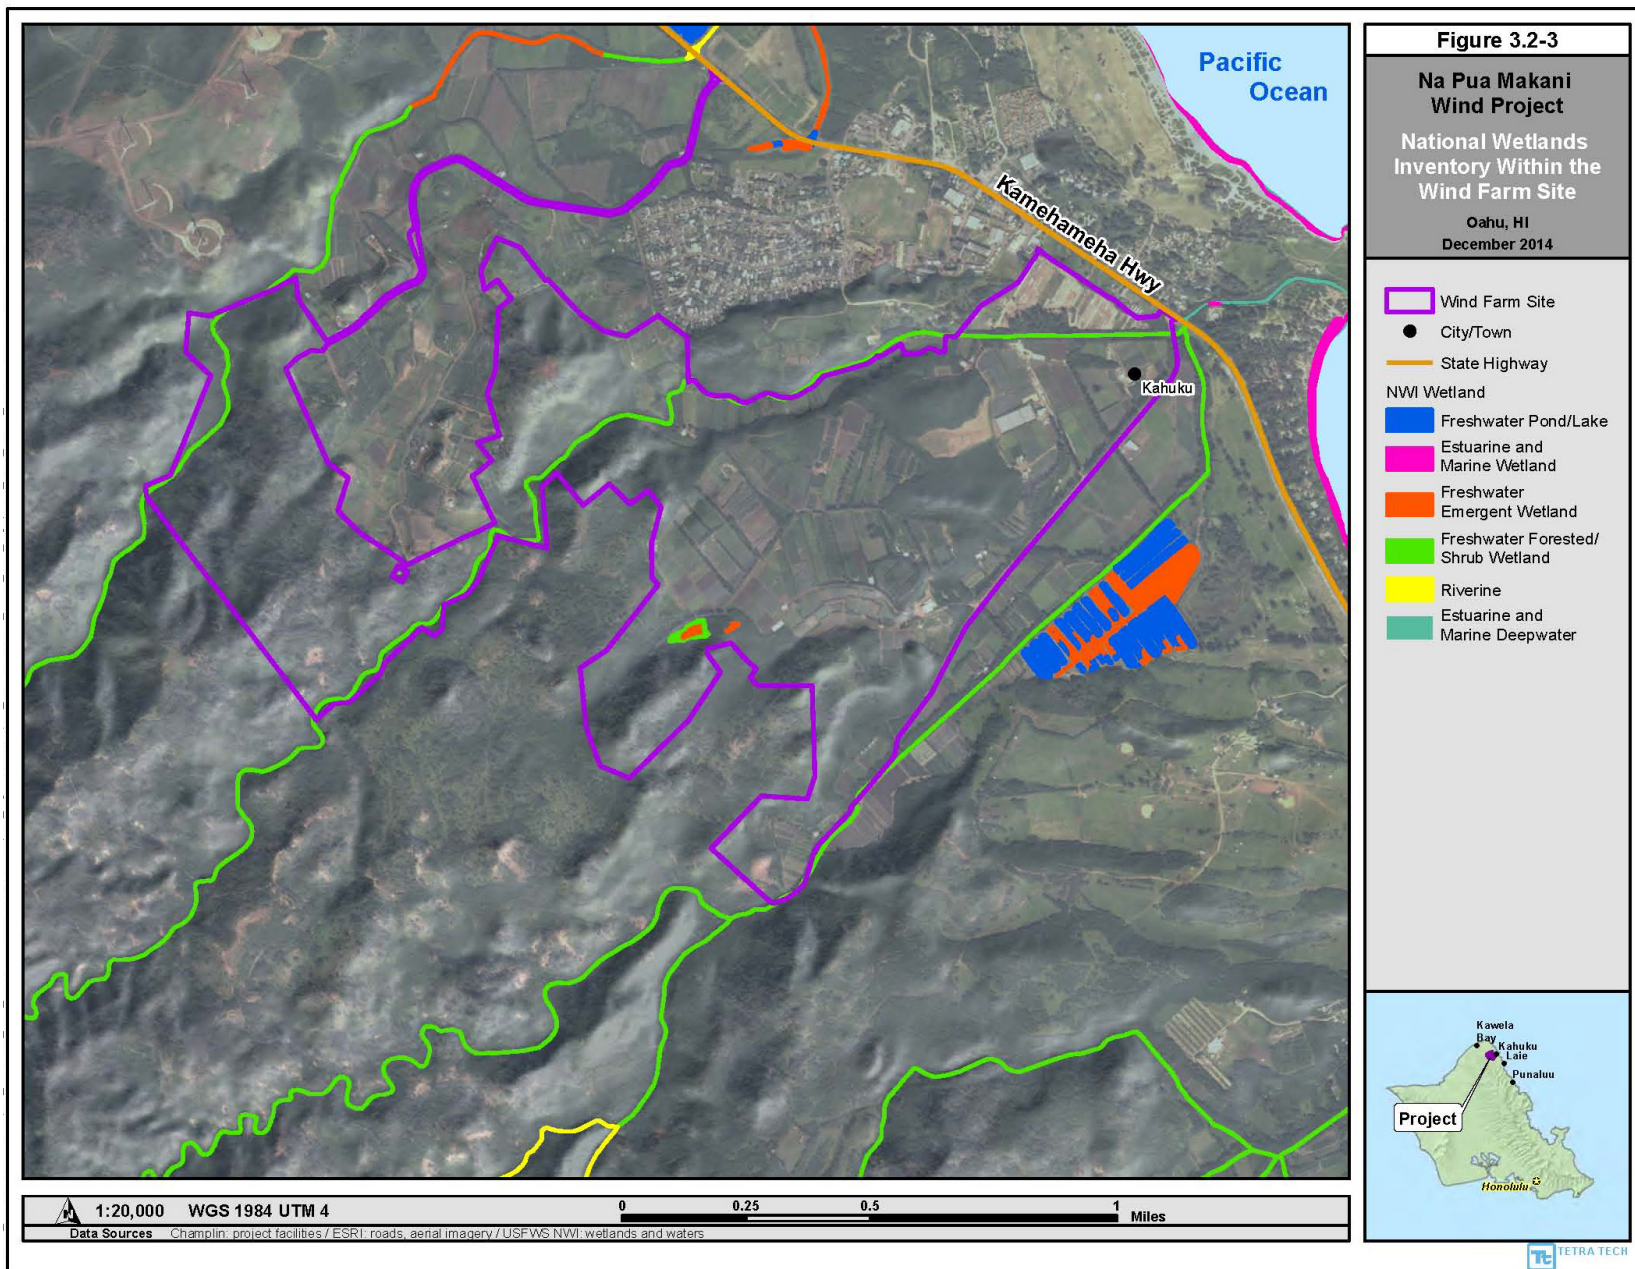 Figure 3.2-3
Na Pua Makani
Wind Project
National Wetlands
Inventory Within the
Wind Farm Site
Oahu, HI
December 2014
Pacific
Ocean
Kamehameha Hwy
Kahuku
Wind Farm Site
City/Town
State Highway
NWI Wetland
Freshwater Pond/Lake
Estuarine and
Marine Wetland
Freshwater
Emergent Wetland
Freshwater Forested/
Shrub Wetland
Riverine
Estuarine and
Marine Deepwater
Kawela
Bay
Kahuku
Laie
Punaluu
Project
Honolulu
N
1:20,000 WGS 1984 UTM 4
0 0.25 0.5 1
Miles
Data Sources Champlin: project facilities / ESRI: roads, aerial imagery / USFWS NWI: wetlands and waters
Tt TETRA TECH